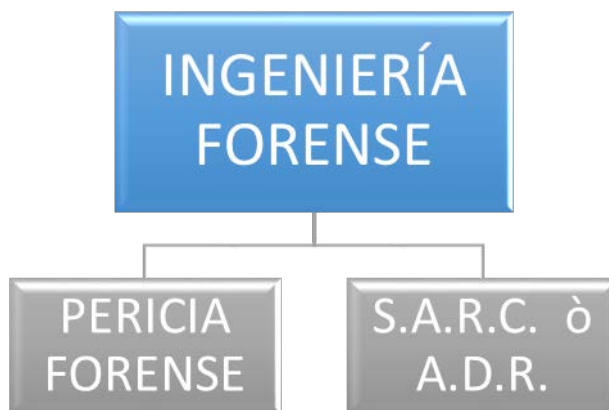 INGENIERÍA
FORENSE
PERICIA
FORENSE
S.A.R.C. ò
A.D.R.